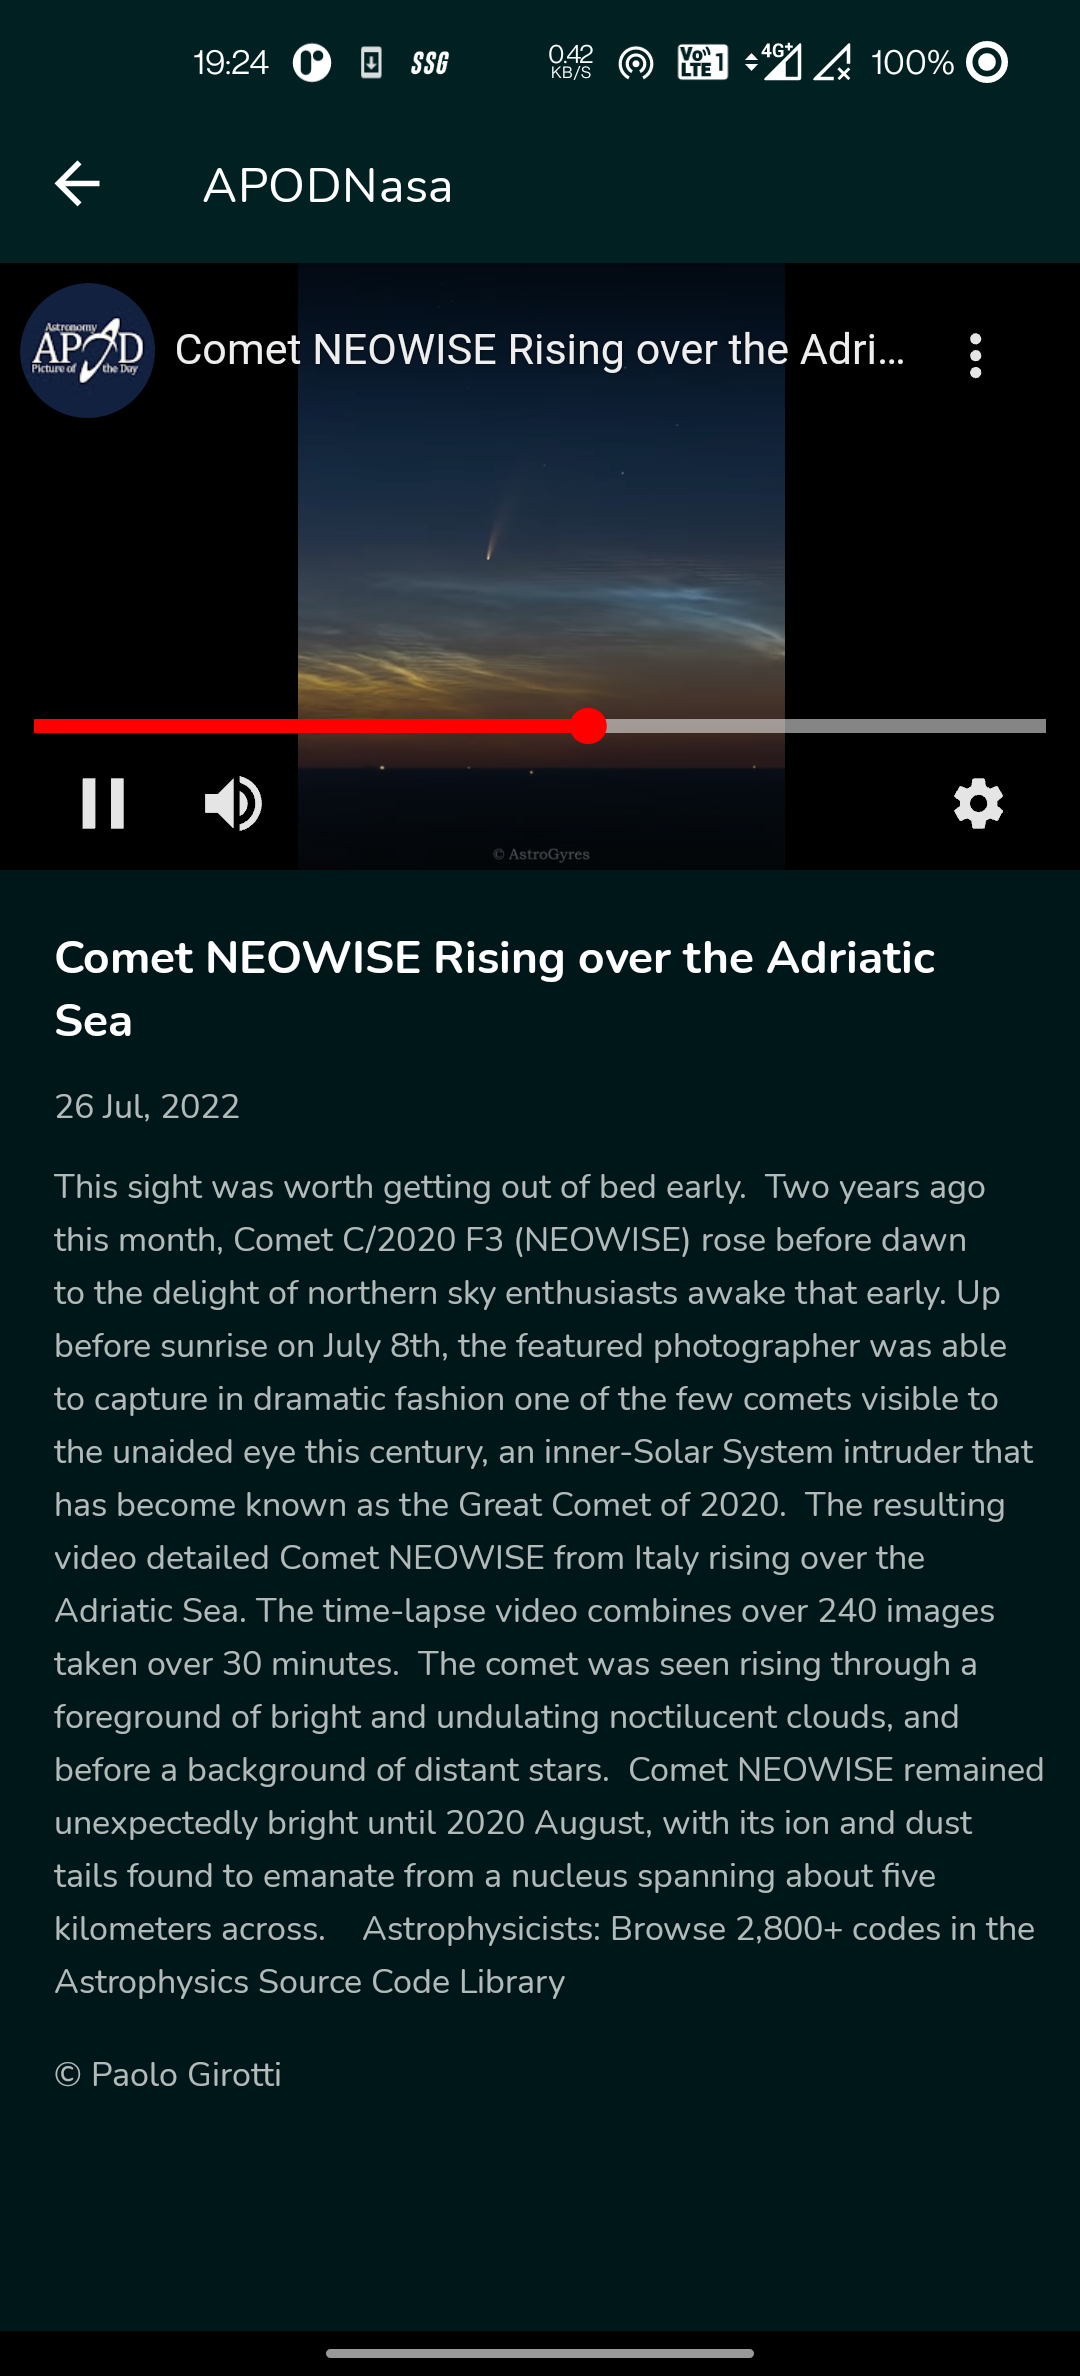 19:24 SSG 0.42 KB/S VoLTE 1 4G+ 100%
APODNasa
Astronomy
APOD
Picture of the Day
Comet NEOWISE Rising over the Adri...
© AstroGyres
Comet NEOWISE Rising over the Adriatic
Sea
26 Jul, 2022
This sight was worth getting out of bed early.  Two years ago
this month, Comet C/2020 F3 (NEOWISE) rose before dawn
to the delight of northern sky enthusiasts awake that early. Up
before sunrise on July 8th, the featured photographer was able
to capture in dramatic fashion one of the few comets visible to
the unaided eye this century, an inner-Solar System intruder that
has become known as the Great Comet of 2020.  The resulting
video detailed Comet NEOWISE from Italy rising over the
Adriatic Sea. The time-lapse video combines over 240 images
taken over 30 minutes.  The comet was seen rising through a
foreground of bright and undulating noctilucent clouds, and
before a background of distant stars.  Comet NEOWISE remained
unexpectedly bright until 2020 August, with its ion and dust
tails found to emanate from a nucleus spanning about five
kilometers across.    Astrophysicists: Browse 2,800+ codes in the
Astrophysics Source Code Library
© Paolo Girotti